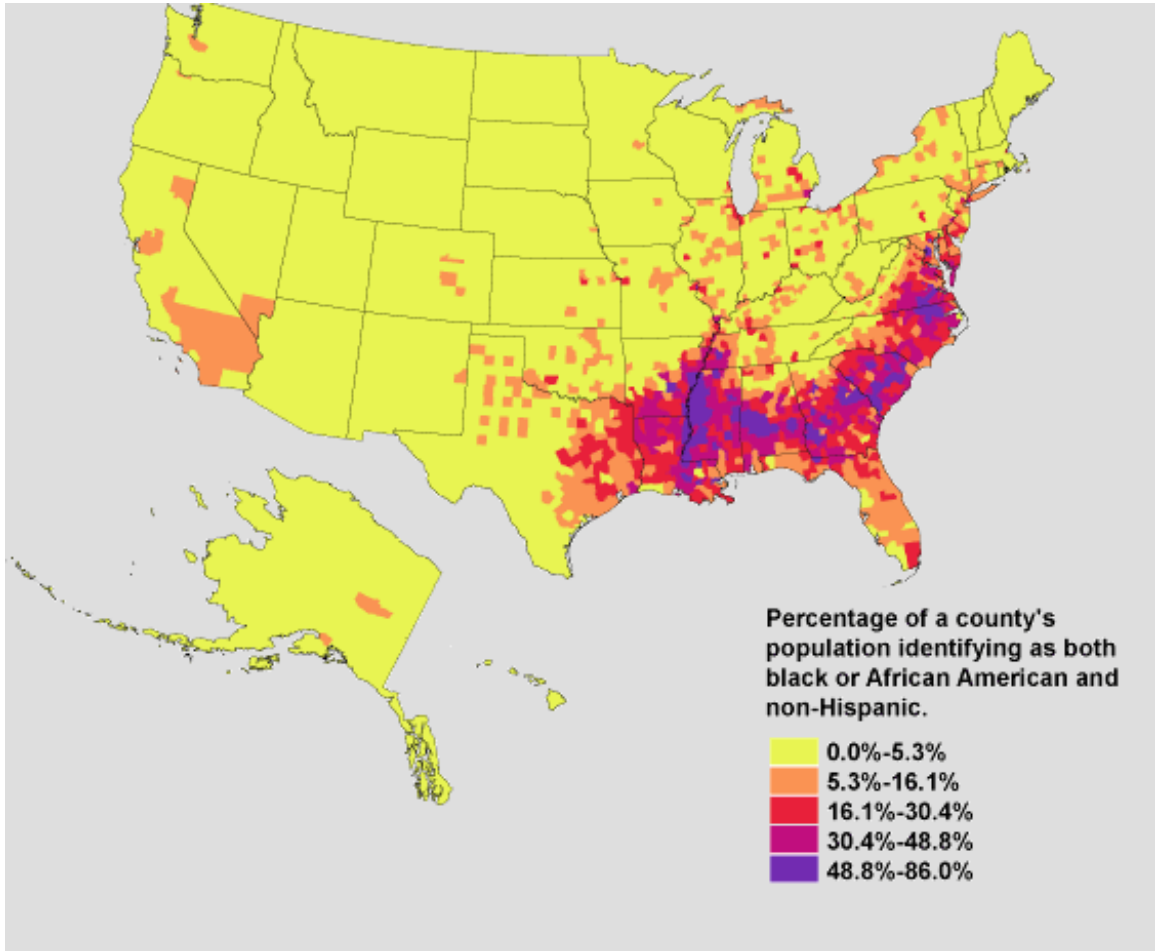 Percentage of a county's
population identifying as both
black or African American and
non-Hispanic.
0.0%-5.3%
5.3%-16.1%
16.1%-30.4%
30.4%-48.8%
48.8%-86.0%